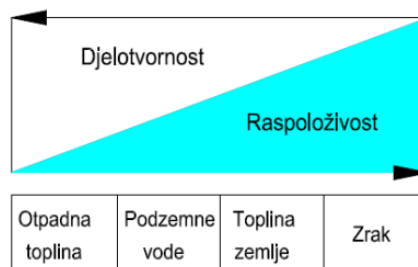 Djelotvornost
Raspoloživost
Otpadna
toplina
Podzemne
vode
Toplina
zemlje
Zrak